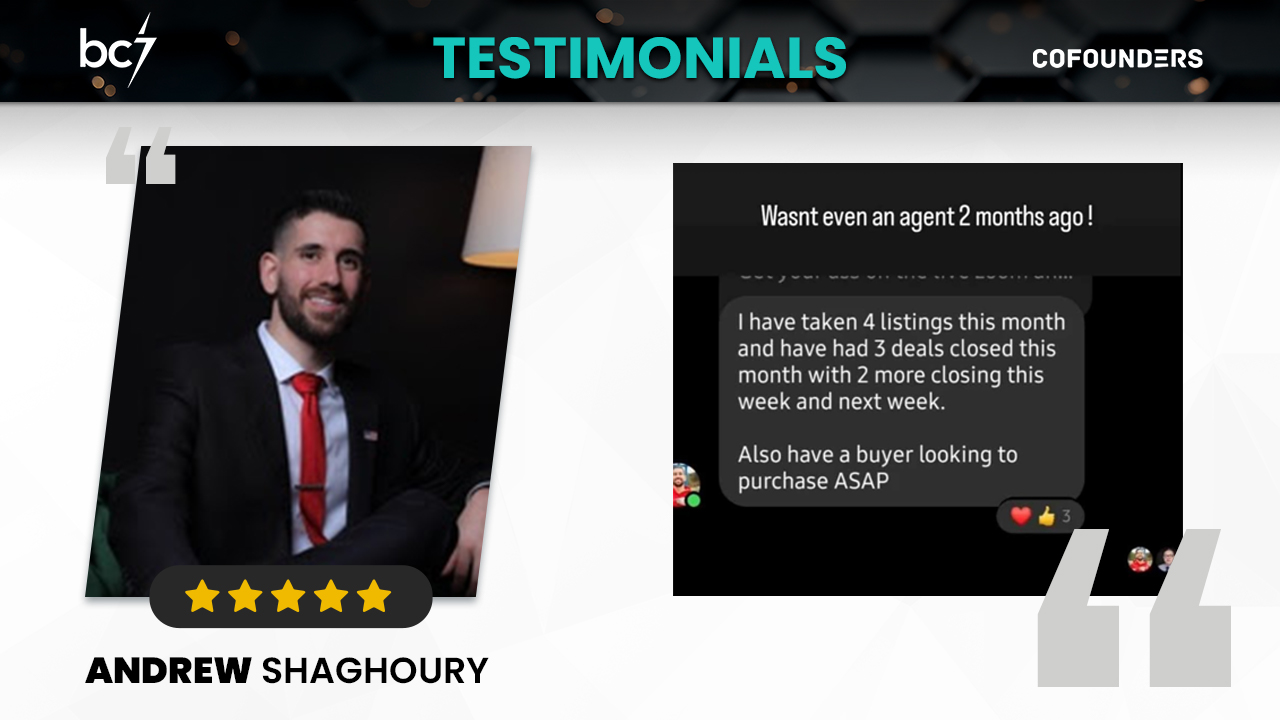 bc7
TESTIMONIALS
COFOUNDERS
Wasnt even an agent 2 months ago !
I have taken 4 listings this month
and have had 3 deals closed this
month with 2 more closing this
week and next week.
Also have a buyer looking to
purchase ASAP
3
ANDREW SHAGHOURY